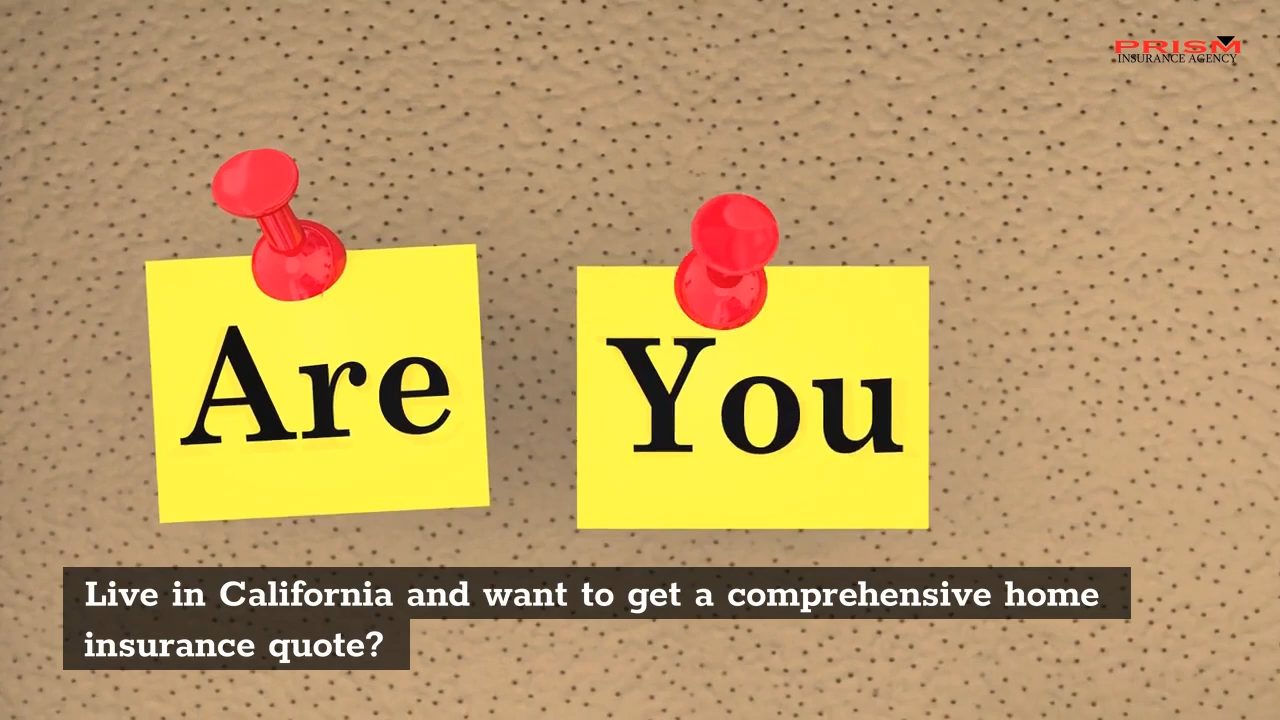 PRISM
INSURANCE AGENCY
Are
You
Live in California and want to get a comprehensive home
insurance quote?